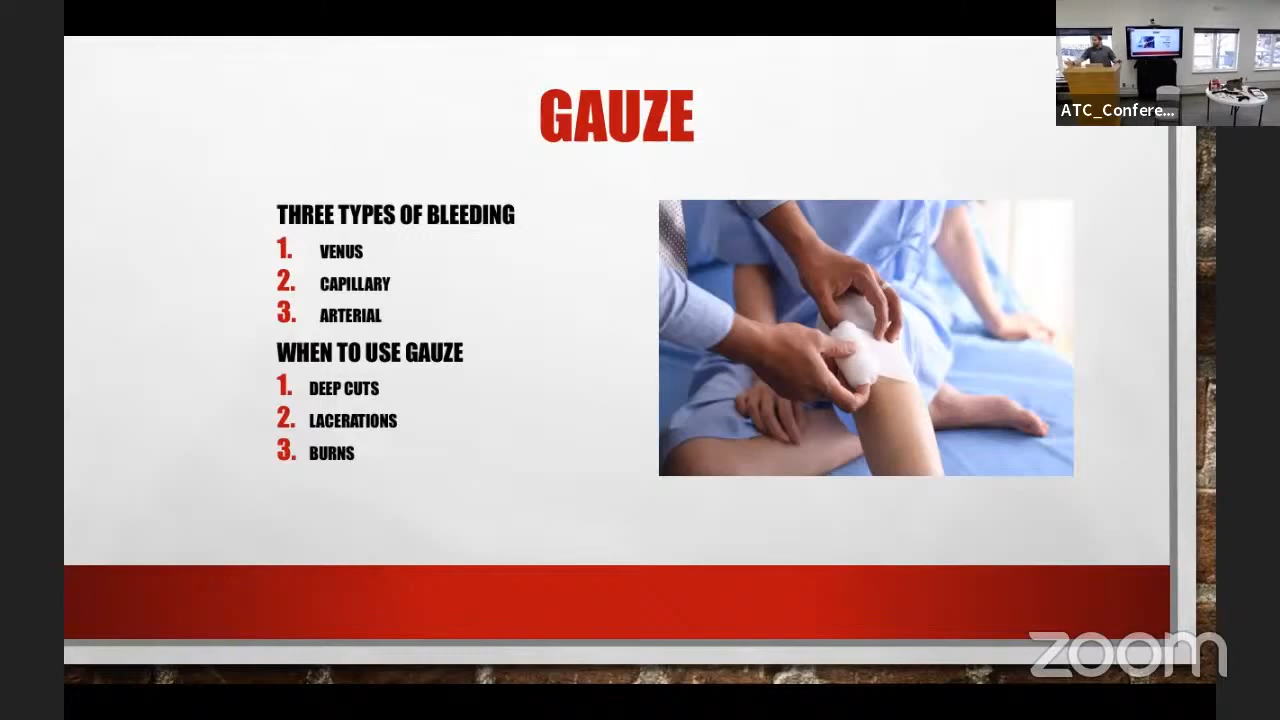 GAUZE
THREE TYPES OF BLEEDING
1. VENUS
2. CAPILLARY
3. ARTERIAL
WHEN TO USE GAUZE
1. DEEP CUTS
2. LACERATIONS
3. BURNS
ATC_Confere...
zoom